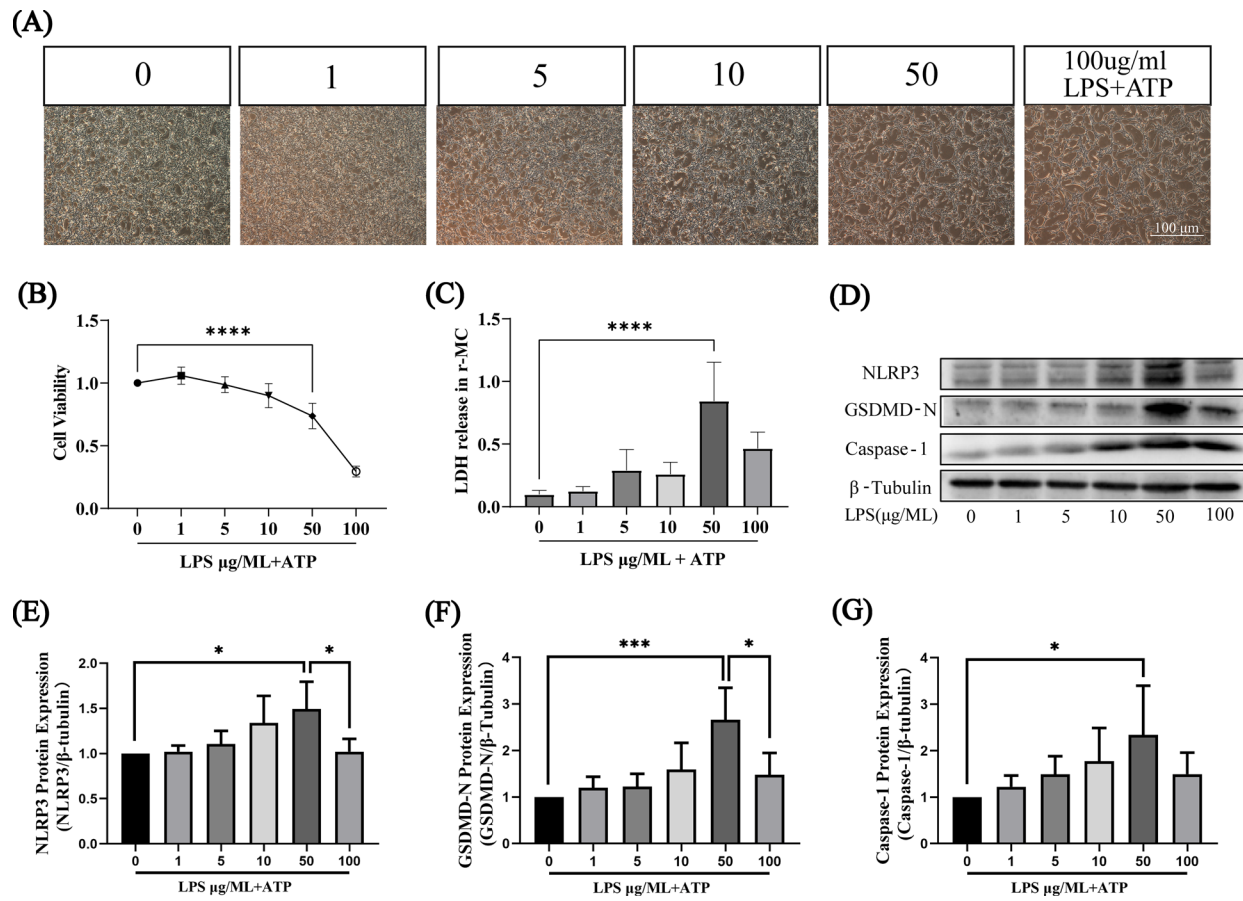 (A)
0
1
5
10
50
100ug/ml
LPS+ATP
100 μm
(B)
****
Cell Viability
1.5
1.0
0.5
0.0
0 1 5 10 50 100
LPS μg/ML+ATP
(C)
****
LDH release in r-MC
1.5
1.0
0.5
0.0
0 1 5 10 50 100
LPS μg/ML + ATP
(D)
NLRP3
GSDMD-N
Caspase-1
β-Tubulin
LPS(μg/ML) 0 1 5 10 50 100
(E)
* *
NLRP3 Protein Expression
(NLRP3/β-tubulin)
2.0
1.5
1.0
0.5
0.0
0 1 5 10 50 100
LPS μg/ML+ATP
(F)
*** *
GSDMD-N Protein Expression
(GSDMD-N/β-Tubulin)
4
3
2
1
0
0 1 5 10 50 100
LPS μg/ML+ATP
(G)
*
Caspase-1 Protein Expression
(Caspase-1/β-tubulin)
4
3
2
1
0
0 1 5 10 50 100
LPS μg/ML+ATP